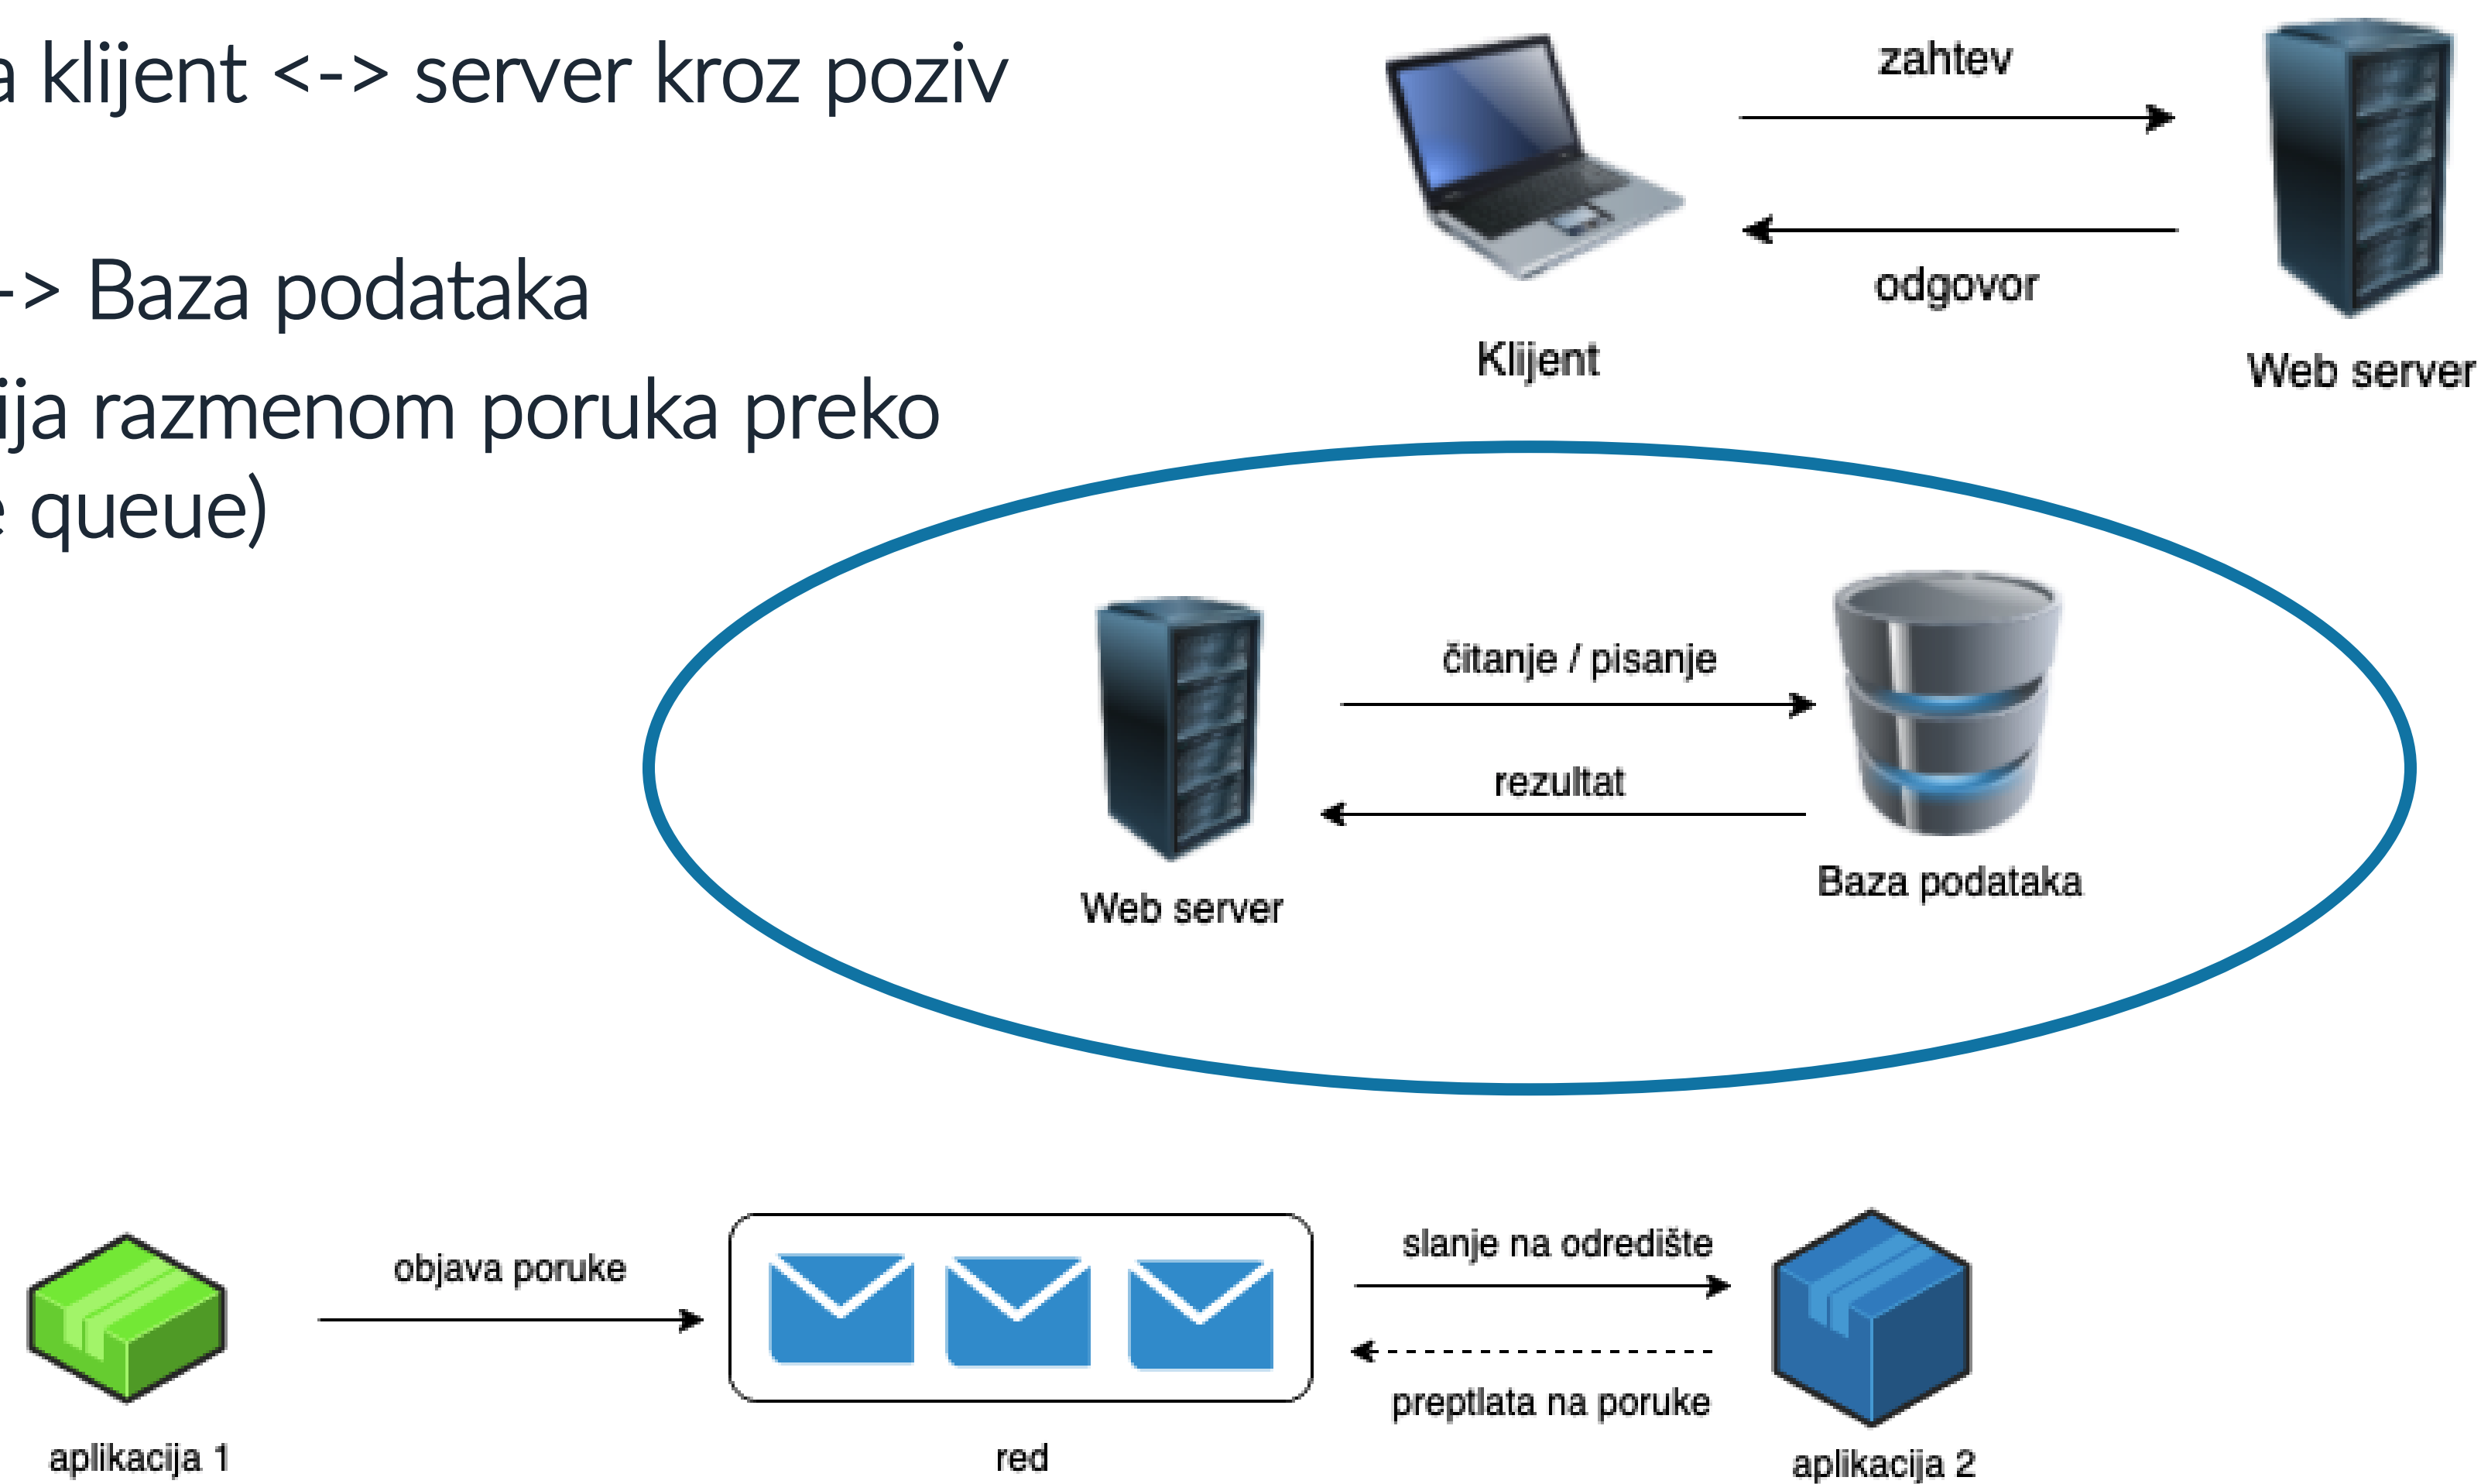 a klijent <-> server kroz poziv
-> Baza podataka
ija razmenom poruka preko
e queue)
zahtev
odgovor
Klijent
Web server
čitanje / pisanje
rezultat
Web server
Baza podataka
objava poruke
slanje na odredište
preptlata na poruke
aplikacija 1
red
aplikacija 2